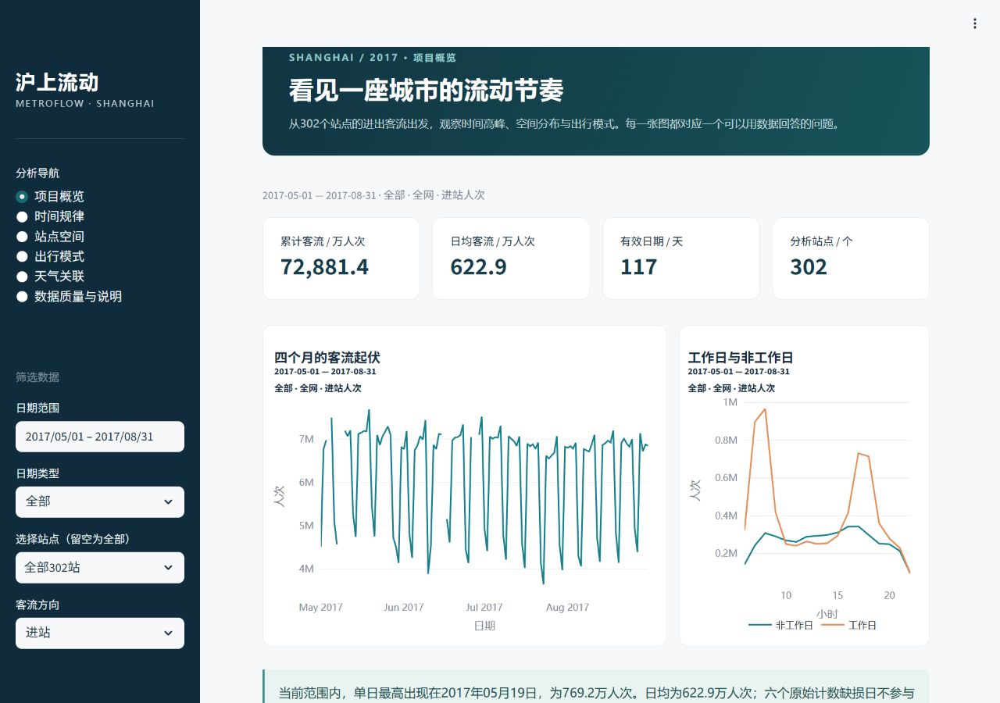 沪上流动
METROFLOW · SHANGHAI
分析导航
项目概览
时间规律
站点空间
出行模式
天气关联
数据质量与说明
筛选数据
日期范围
2017/05/01 – 2017/08/31
日期类型
全部
选择站点（留空为全部）
全部302站
客流方向
进站
SHANGHAI / 2017 • 项目概览
看见一座城市的流动节奏
从302个站点的进出客流出发，观察时间高峰、空间分布与出行模式。每一张图都对应一个可以用数据回答的问题。
2017-05-01 — 2017-08-31 · 全部 · 全网 · 进站人次
累计客流 / 万人次
72,881.4
日均客流 / 万人次
622.9
有效日期 / 天
117
分析站点 / 个
302
四个月的客流起伏
2017-05-01 — 2017-08-31
全部 · 全网 · 进站人次
7M
6M
5M
4M
人次
May 2017
Jun 2017
Jul 2017
Aug 2017
日期
工作日与非工作日
2017-05-01 — 2017-08-31
全部 · 全网 · 进站人次
1M
0.8M
0.6M
0.4M
0.2M
人次
10
15
20
小时
非工作日
工作日
当前范围内，单日最高出现在2017年05月19日，为769.2万人次。日均为622.9万人次；六个原始计数缺损日不参与